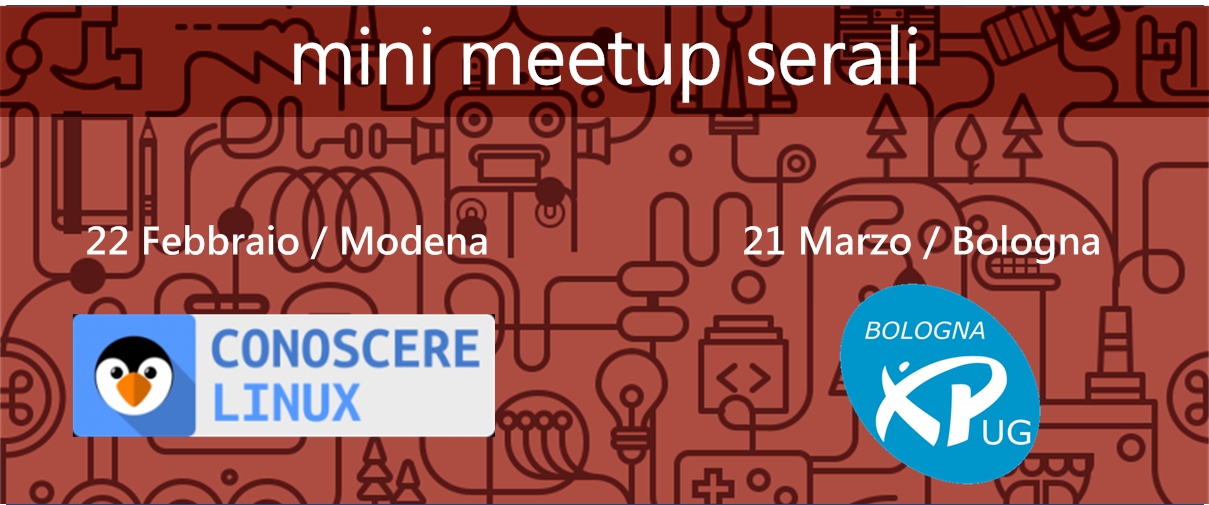 mini meetup serali
22 Febbraio / Modena
CONOSCERE
LINUX
21 Marzo / Bologna
BOLOGNA
XP UG